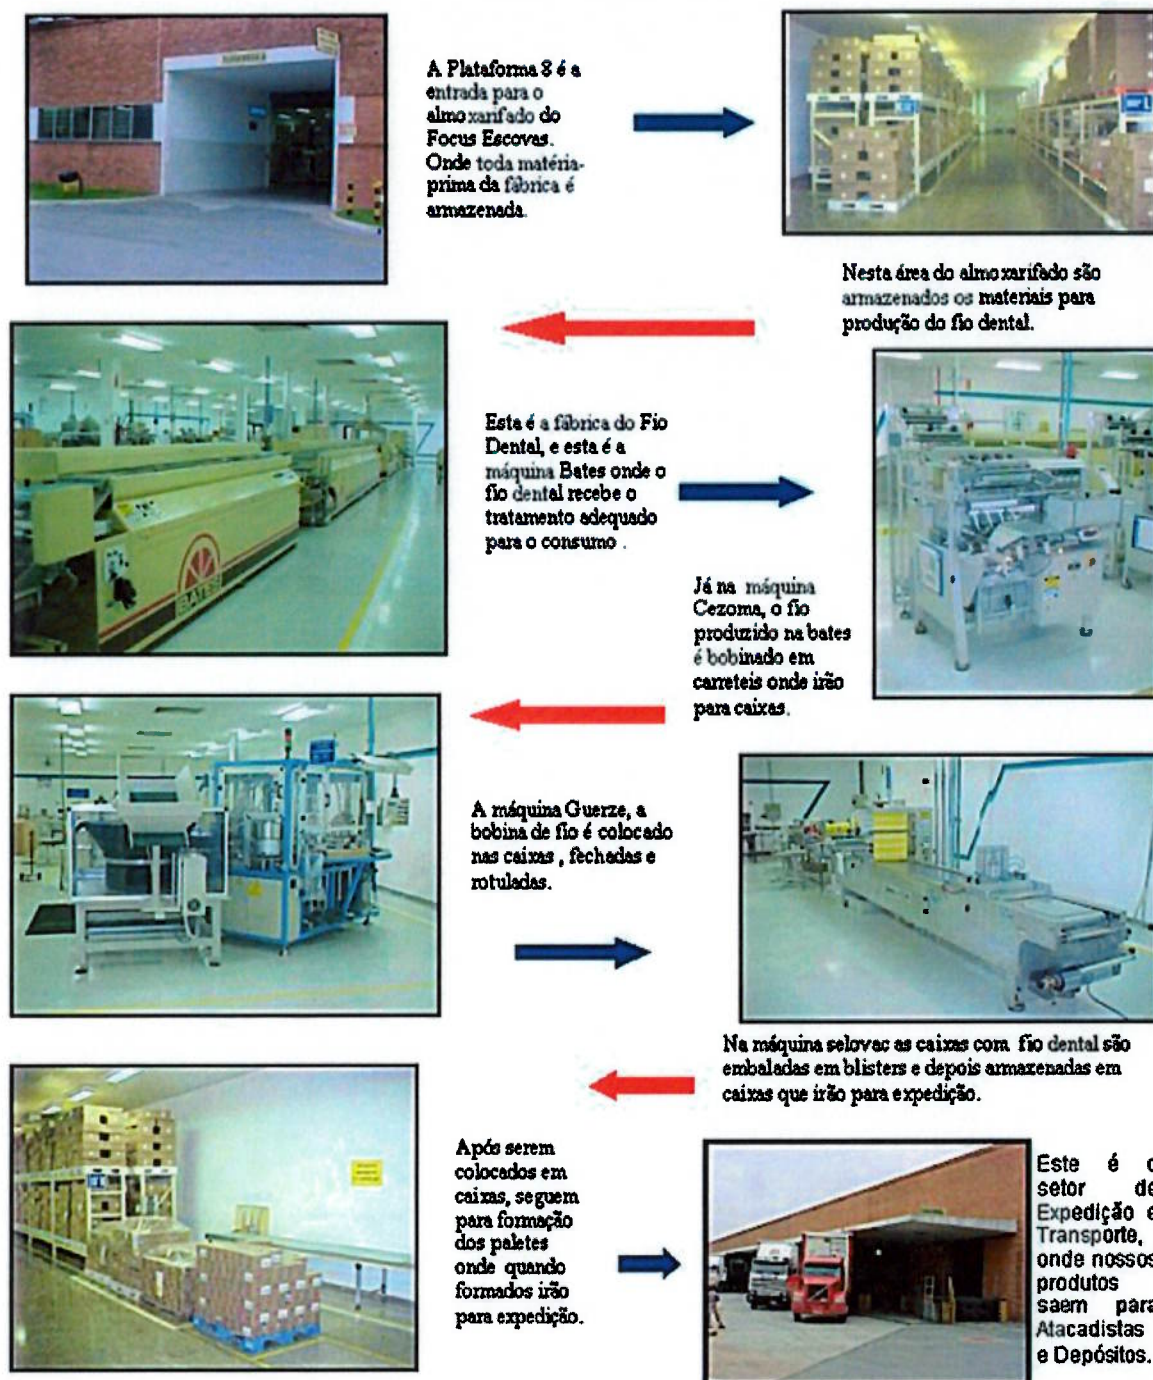 A Plataforma 8 é a
entrada para o
almoxarifado do
Focus Escovas.
Onde toda matéria-
prima da fábrica é
armazenada.
Nesta área do almoxarifado são
armazenados os materiais para
produção do fio dental.
Esta é a fábrica do Fio
Dental, e esta é a
máquina Bates onde o
fio dental recebe o
tratamento adequado
para o consumo .
BATES
Já na máquina
Cezoma, o fio
produzido na bates
é bobinado em
carreteis onde irão
para caixas.
A máquina Guerze, a
bobina de fio é colocado
nas caixas , fechadas e
rotuladas.
Na máquina selovac as caixas com fio dental são
embaladas em blisters e depois armazenadas em
caixas que irão para expedição.
Após serem
colocados em
caixas, seguem
para formação
dos paletes
onde quando
formados irão
para expedição.
Este é o
setor de
Expedição e
Transporte,
onde nossos
produtos
saem para
Atacadistas
e Depósitos.